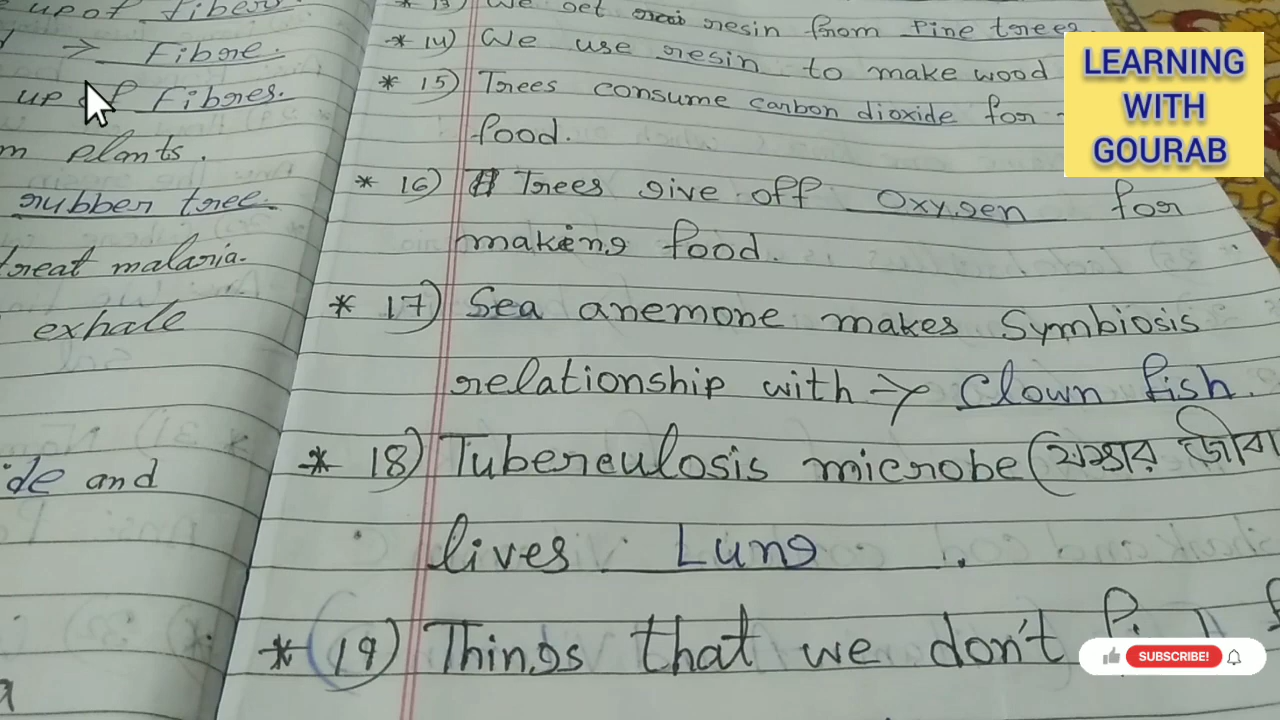 up of fibers
→ Fibre.
up of Fibres.
m plants.
rubber tree.
treat malaria.
exhale
ide and
* 13) We get resin from Pine trees.
* 14) We use resin to make wood
* 15) Trees consume carbon dioxide for
food.
* 16) Trees give off Oxygen for
making food.
* 17) Sea anemone makes Symbiosis
relationship with → Clown fish.
* 18) Tuberculosis microbe (যক্ষ্মার জীবা
lives Lung.
* 19) Things that we don't
LEARNING
WITH
GOURAB
SUBSCRIBE!